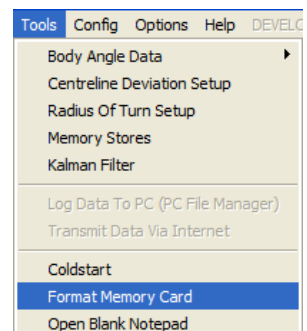 Tools Config Options Help DEVELO
Body Angle Data
Centreline Deviation Setup
Radius Of Turn Setup
Memory Stores
Kalman Filter
Log Data To PC (PC File Manager)
Transmit Data Via Internet
Coldstart
Format Memory Card
Open Blank Notepad